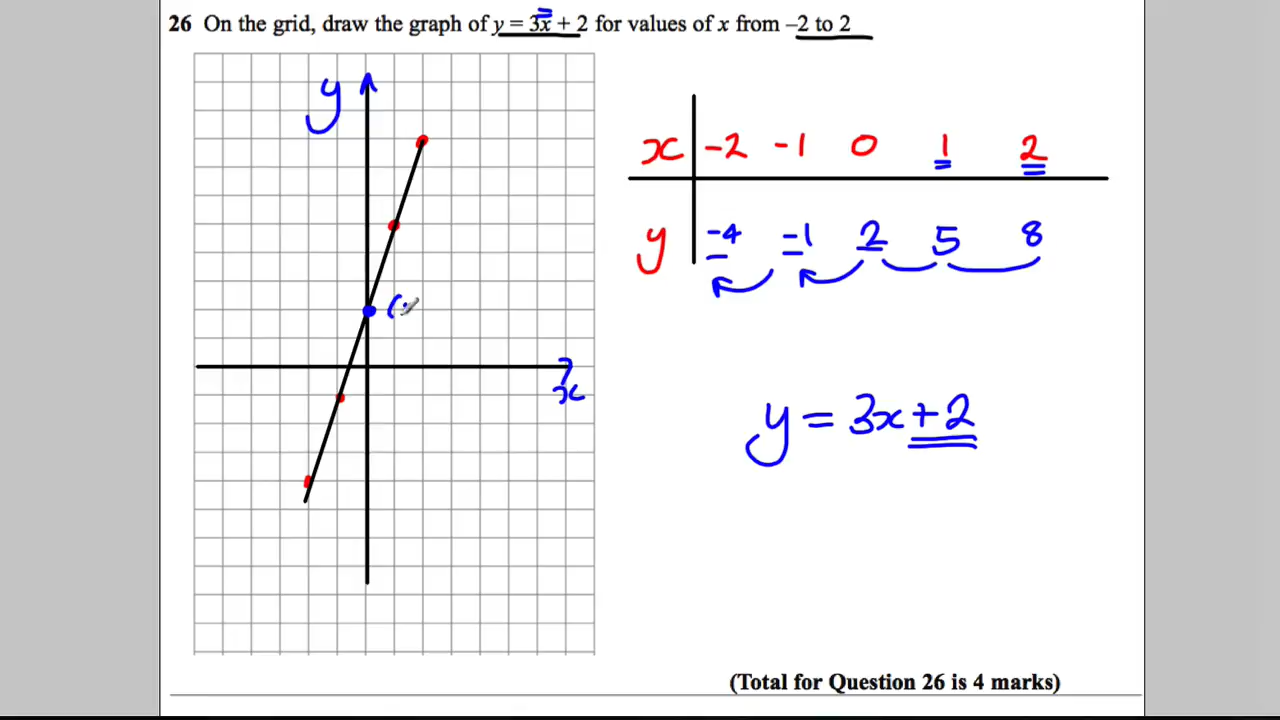 26 On the grid, draw the graph of y = 3x + 2 for values of x from –2 to 2
y
x -2 -1 0 1 2
y -4 -1 2 5 8
x
y = 3x + 2
(Total for Question 26 is 4 marks)